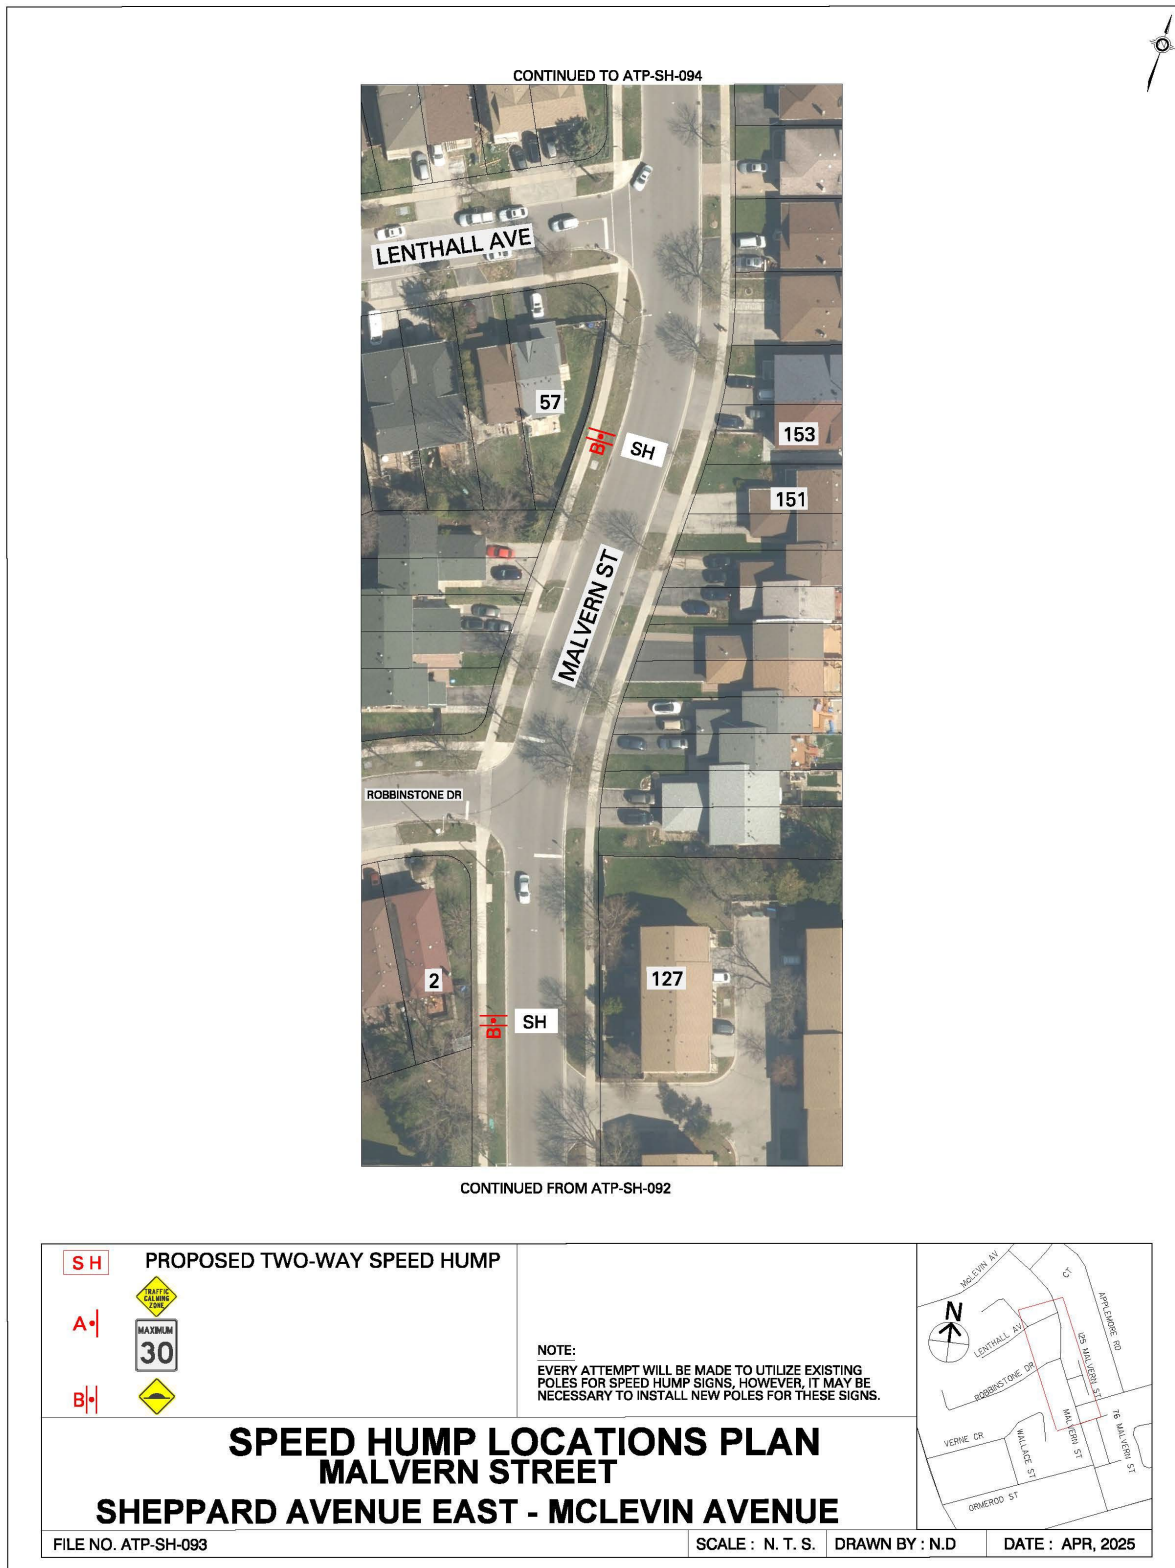 CONTINUED TO ATP-SH-094
LENTHALL AVE
57
153
B
SH
151
MALVERN ST
ROBBINSTONE DR
2
127
B
SH
CONTINUED FROM ATP-SH-092
SH
PROPOSED TWO-WAY SPEED HUMP
TRAFFIC
CALMING
ZONE
A
MAXIMUM
30
B
NOTE:
EVERY ATTEMPT WILL BE MADE TO UTILIZE EXISTING
POLES FOR SPEED HUMP SIGNS, HOWEVER, IT MAY BE
NECESSARY TO INSTALL NEW POLES FOR THESE SIGNS.
McLEVIN AV
CT
N
APPLEMORE RD
LENTHALL AV
125 MALVERN ST
ROBBINSTONE DR
MALVERN ST
76 MALVERN ST
VERNE CR
WALLACE ST
ORMEROD ST
SPEED HUMP LOCATIONS PLAN
MALVERN STREET
SHEPPARD AVENUE EAST - MCLEVIN AVENUE
FILE NO. ATP-SH-093
SCALE : N. T. S.
DRAWN BY : N.D
DATE : APR, 2025